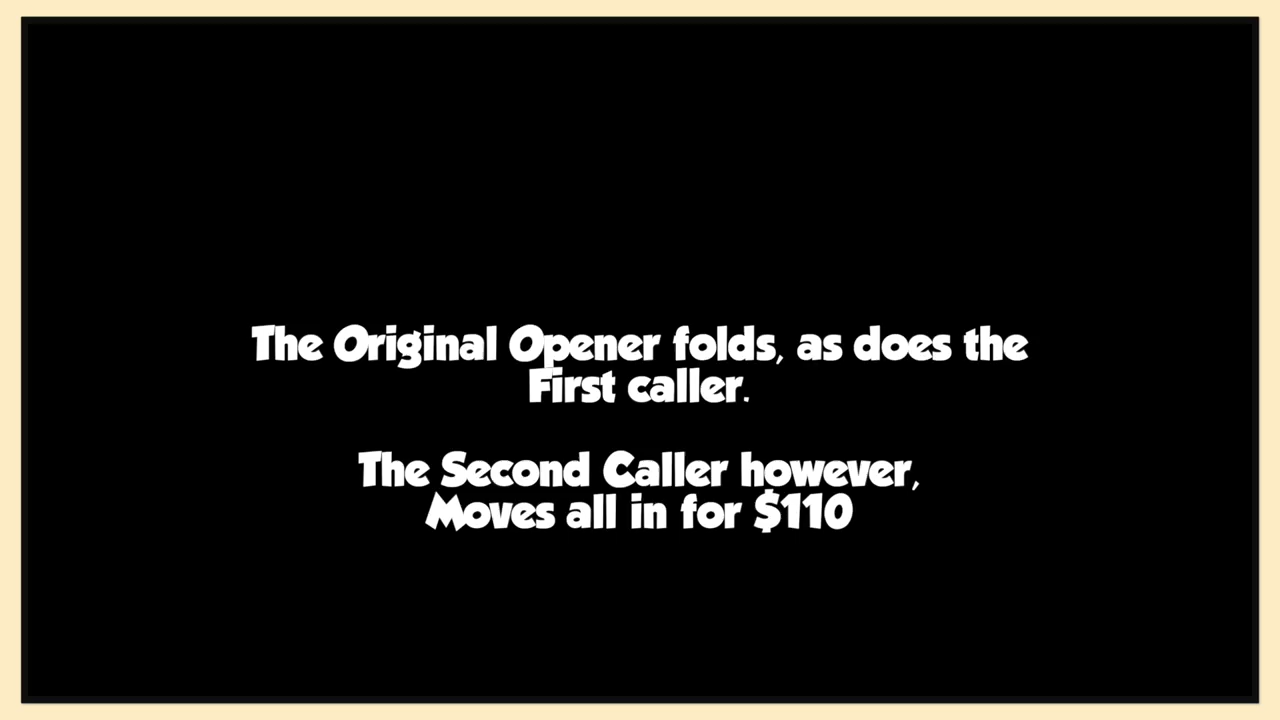 The Original Opener folds, as does the
First caller.
The Second Caller however,
Moves all in for $110